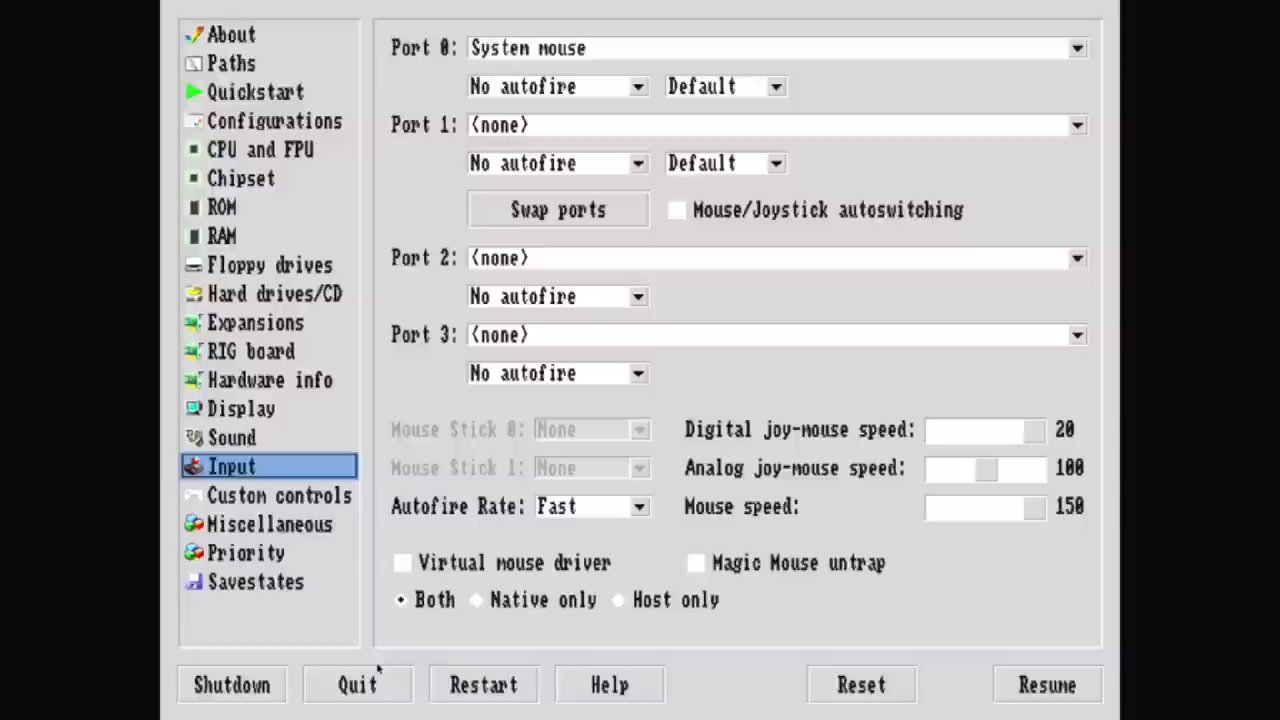 About
Paths
Quickstart
Configurations
CPU and FPU
Chipset
ROM
RAM
Floppy drives
Hard drives/CD
Expansions
RTG board
Hardware info
Display
Sound
Input
Custom controls
Miscellaneous
Priority
Savestates
Port 0: System mouse
No autofire Default
Port 1: <none>
No autofire Default
Swap ports Mouse/Joystick autoswitching
Port 2: <none>
No autofire
Port 3: <none>
No autofire
Mouse Stick 0: None Digital joy-mouse speed: 20
Mouse Stick 1: None Analog joy-mouse speed: 100
Autofire Rate: Fast Mouse speed: 150
Virtual mouse driver Magic Mouse untrap
Both Native only Host only
Shutdown Quit Restart Help Reset Resume